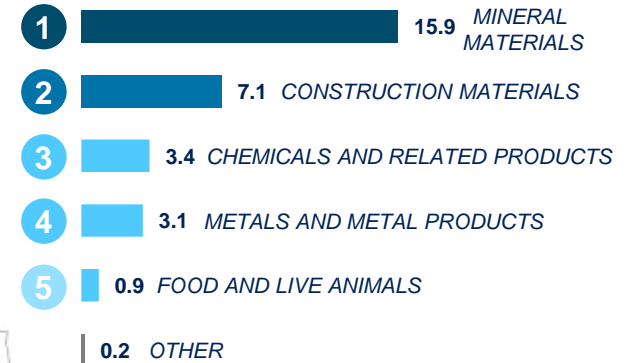 1 15.9 MINERAL
MATERIALS
2 7.1 CONSTRUCTION MATERIALS
3 3.4 CHEMICALS AND RELATED PRODUCTS
4 3.1 METALS AND METAL PRODUCTS
5 0.9 FOOD AND LIVE ANIMALS
0.2 OTHER